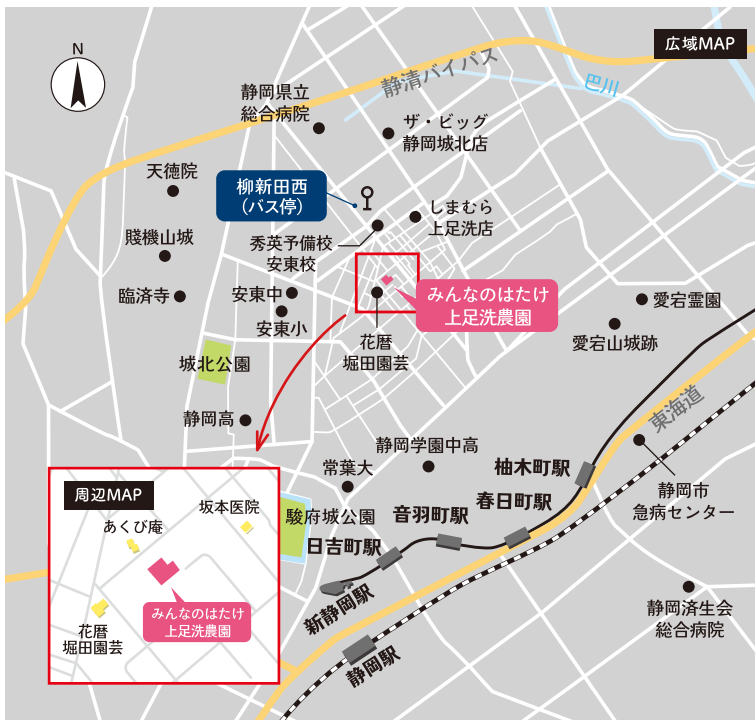 広域MAP
N
静清バイパス
巴川
静岡県立
総合病院
ザ・ビッグ
静岡城北店
天徳院
柳新田西
(バス停)
しまむら
上足洗店
賤機山城
秀英予備校
安東校
臨済寺
安東中
安東小
みんなのはたけ
上足洗農園
花暦
堀田園芸
愛宕霊園
愛宕山城跡
城北公園
静岡高
東海道
静岡学園中高
常葉大
柚木町駅
春日町駅
音羽町駅
静岡市
急病センター
駿府城公園
日吉町駅
新静岡駅
静岡駅
静岡済生会
総合病院
周辺MAP
坂本医院
あくび庵
みんなのはたけ
上足洗農園
花暦
堀田園芸